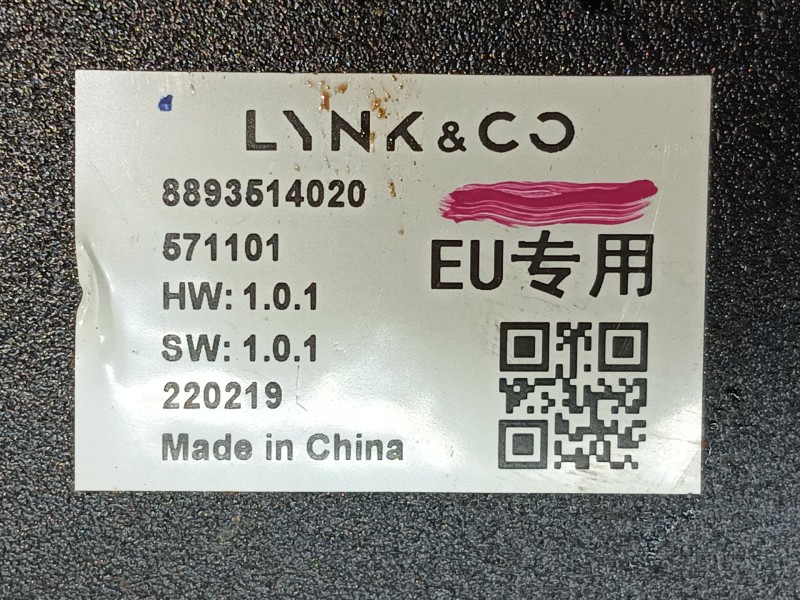 LYNK & CO
8893514020
571101
EU专用
HW: 1.0.1
SW: 1.0.1
220219
Made in China